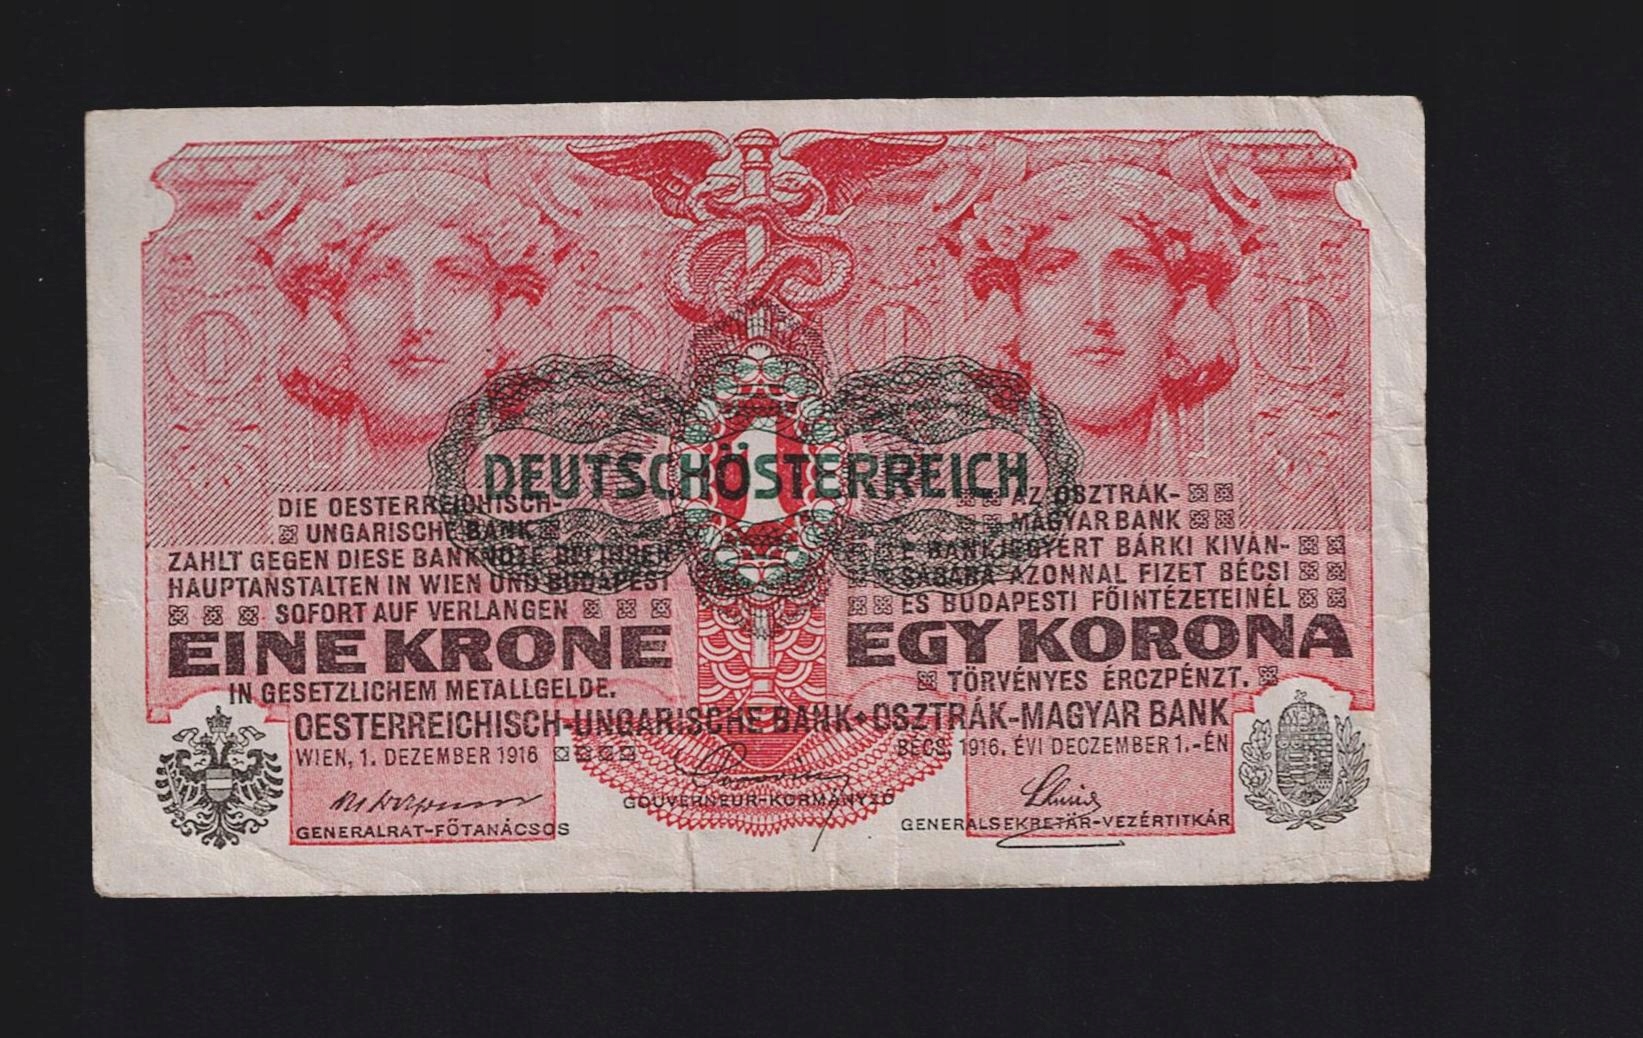 DEUTSCHÖSTERREICH
1
DIE OESTERREICHISCH-
UNGARISCHE BANK
ZAHLT GEGEN DIESE BANKNOTE BEI IHREN
HAUPTANSTALTEN IN WIEN UND BUDAPEST
SOFORT AUF VERLANGEN
EINE KRONE
IN GESETZLICHEM METALLGELDE.
AZ OSZTRÁK-
MAGYAR BANK
E BANKJEGYÉRT BÁRKI KIVÁN-
SÁGÁRA AZONNAL FIZET BÉCSI
ÉS BUDAPESTI FŐINTÉZETEINÉL
EGY KORONA
TÖRVÉNYES ÉRCZPÉNZT.
OESTERREICHISCH-UNGARISCHE BANK OSZTRÁK-MAGYAR BANK
WIEN, 1. DEZEMBER 1916
BÉCS, 1916. ÉVI DECZEMBER 1.-ÉN
GENERALRAT-FŐTANÁCSOS
GOUVERNEUR-KORMÁNYZÓ
GENERALSEKRETÄR-VEZÉRTITKÁR